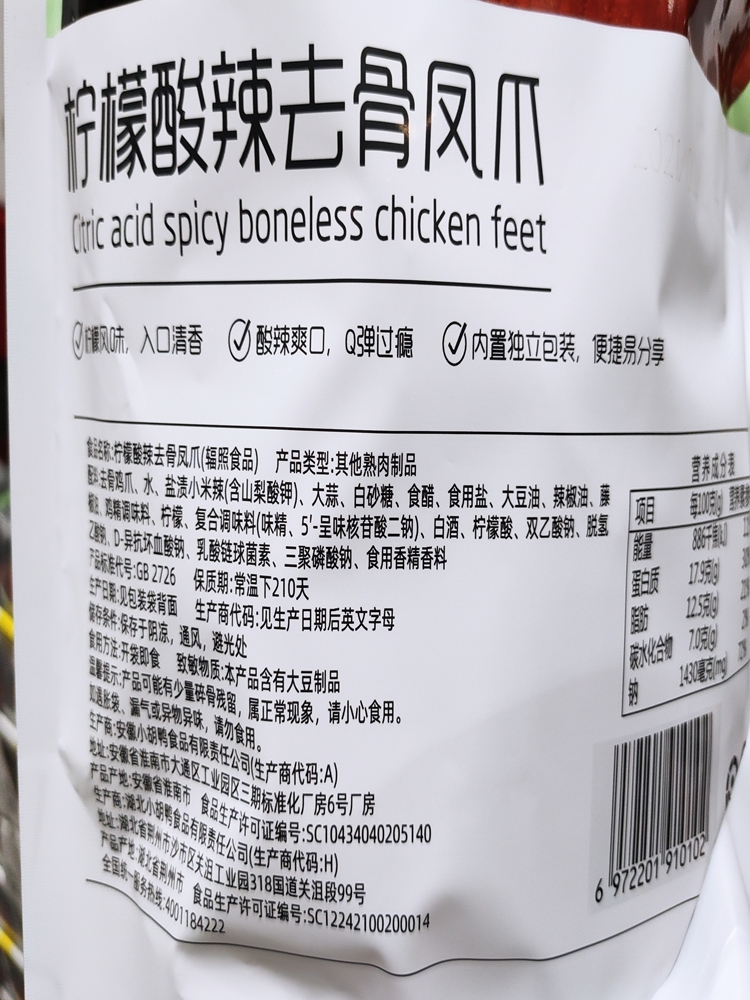 柠檬酸辣去骨凤爪
Citric acid spicy boneless chicken feet
柠檬风味，入口清香 酸辣爽口，Q弹过瘾 内置独立包装，便捷易分享
食品名称:柠檬酸辣去骨凤爪(辐照食品) 产品类型:其他熟肉制品
配料:去骨鸡爪、水、盐渍小米辣(含山梨酸钾)、大蒜、白砂糖、食醋、食用盐、大豆油、辣椒油、藤
椒油、鸡精调味料、柠檬、复合调味料(味精、5'-呈味核苷酸二钠)、白酒、柠檬酸、双乙酸钠、脱氢
乙酸钠、D-异抗坏血酸钠、乳酸链球菌素、三聚磷酸钠、食用香精香料
产品标准代号:GB 2726 保质期:常温下210天
生产日期:见包装袋背面 生产商代码:见生产日期后英文字母
储存条件:保存于阴凉，通风，避光处
食用方法:开袋即食 致敏物质:本产品含有大豆制品
温馨提示:产品可能有少量碎骨残留，属正常现象，请小心食用。
如遇胀袋、漏气或异物异味，请勿食用。
生产商:安徽小胡鸭食品有限责任公司(生产商代码:A)
地址:安徽省淮南市大通区工业园区三期标准化厂房6号厂房
产品产地:安徽省淮南市 食品生产许可证编号:SC10434040205140
生产商:湖北小胡鸭食品有限责任公司(生产商代码:H)
地址:湖北省荆州市沙市区关沮工业园318国道关沮段99号
产品产地:湖北省荆州市 食品生产许可证编号:SC12242100200014
全国统一服务热线:4001184222
营养成分表
项目 每100克(g)
能量 886千焦(kJ)
蛋白质 17.9克(g)
脂肪 12.5克(g)
碳水化合物 7.0克(g)
钠 1430毫克(mg)
6 972201 910102